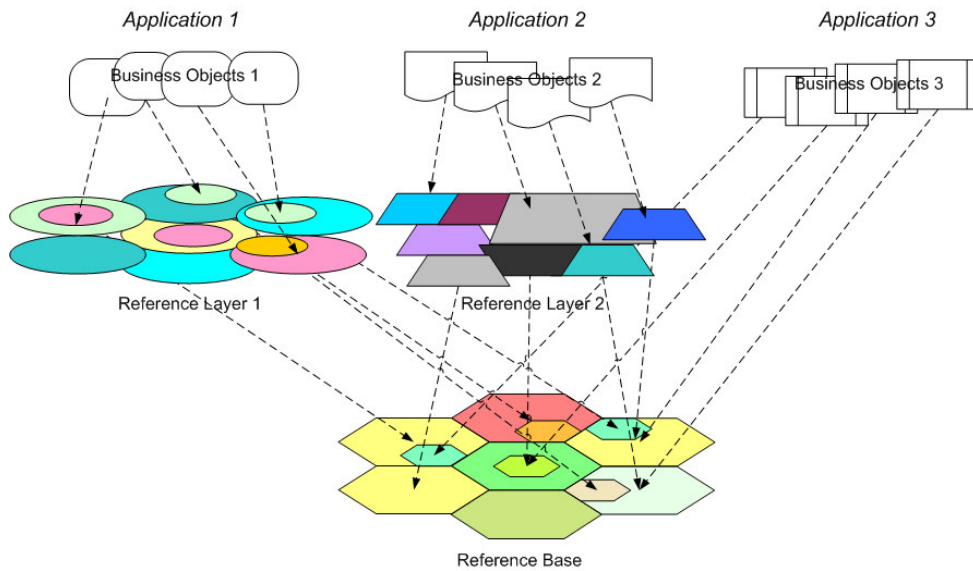 Application 1
Application 2
Application 3
Business Objects 1
Business Objects 2
Business Objects 3
Reference Layer 1
Reference Layer 2
Reference Base